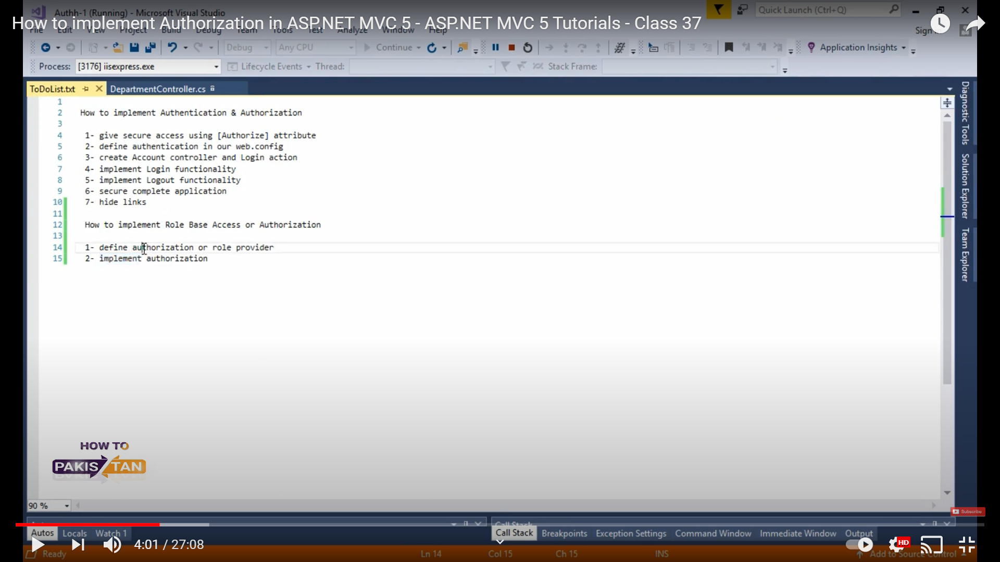 Authh-1 (Running) - Microsoft Visual Studio
Quick Launch (Ctrl+Q)
How to implement Authorization in ASP.NET MVC 5 - ASP.NET MVC 5 Tutorials - Class 37
File Edit View Project Build Debug Team Tools Test Analyze Window Help
Sign in
Debug Any CPU Continue Application Insights
Process: [3176] iisexpress.exe Lifecycle Events Thread: Stack Frame:
ToDoList.txt DepartmentController.cs
Diagnostic Tools
Solution Explorer
Team Explorer
1
2 How to implement Authentication & Authorization
3
4 1- give secure access using [Authorize] attribute
5 2- define authentication in our web.config
6 3- create Account controller and Login action
7 4- implement Login functionality
8 5- implement Logout functionality
9 6- secure complete application
10 7- hide links
11
12 How to implement Role Base Access or Authorization
13
14 1- define authorization or role provider
15 2- implement authorization
HOW TO
PAKISTAN
90 %
Subscribe
Call Stack
Autos Locals Watch 1
Call Stack Breakpoints Exception Settings Command Window Immediate Window Output
4:01 / 27:08
HD
Ready Ln 14 Col 15 Ch 15 INS Add to Source Control